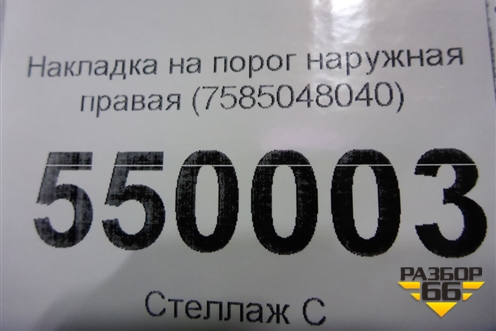 Накладка на порог наружная
правая (7585048040)
550003
Стеллаж С
РАЗБОР
66